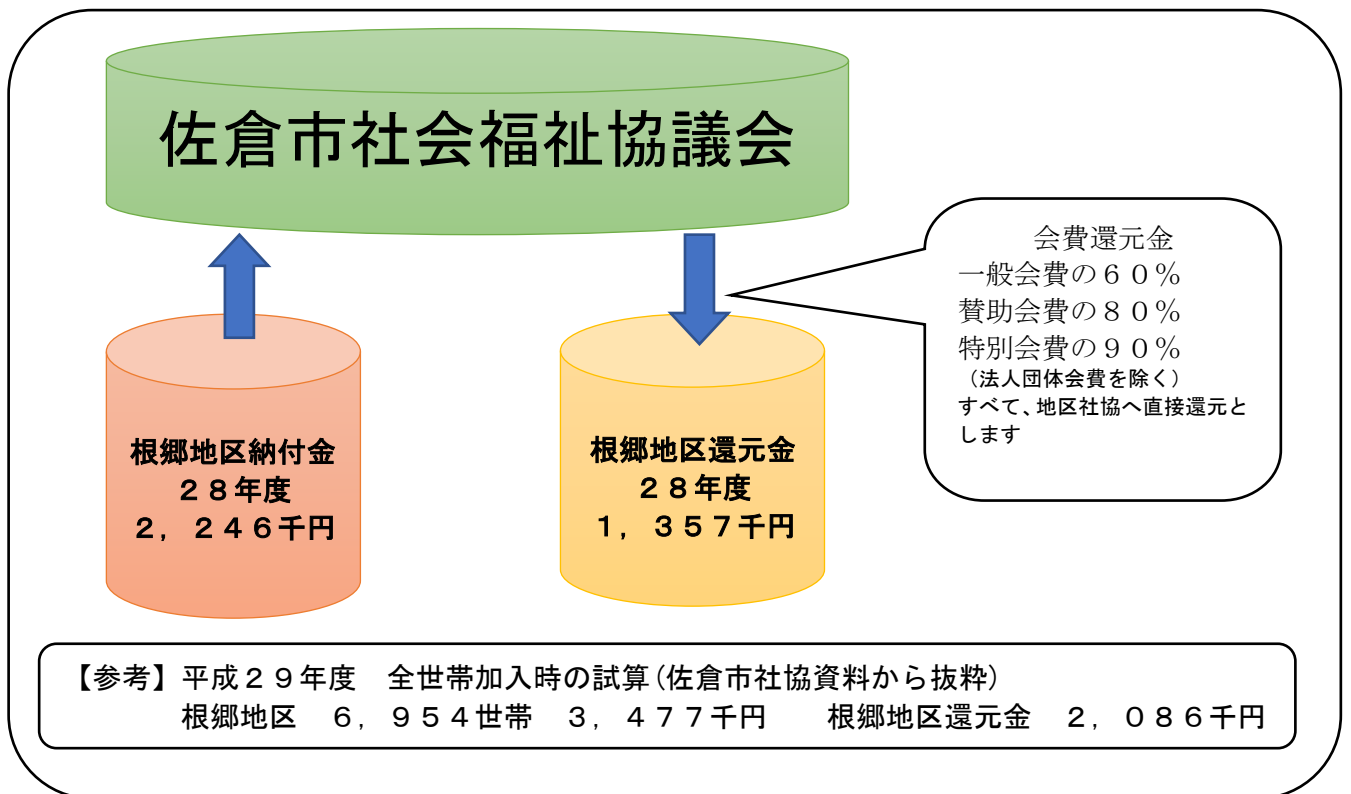 佐倉市社会福祉協議会
会費還元金
一般会費の６０％
賛助会費の８０％
特別会費の９０％
（法人団体会費を除く）
すべて、地区社協へ直接還元と
します
根郷地区納付金
２８年度
２，２４６千円
根郷地区還元金
２８年度
１，３５７千円
【参考】平成２９年度　全世帯加入時の試算（佐倉市社協資料から抜粋）
根郷地区　６，９５４世帯　３，４７７千円　　根郷地区還元金　２，０８６千円